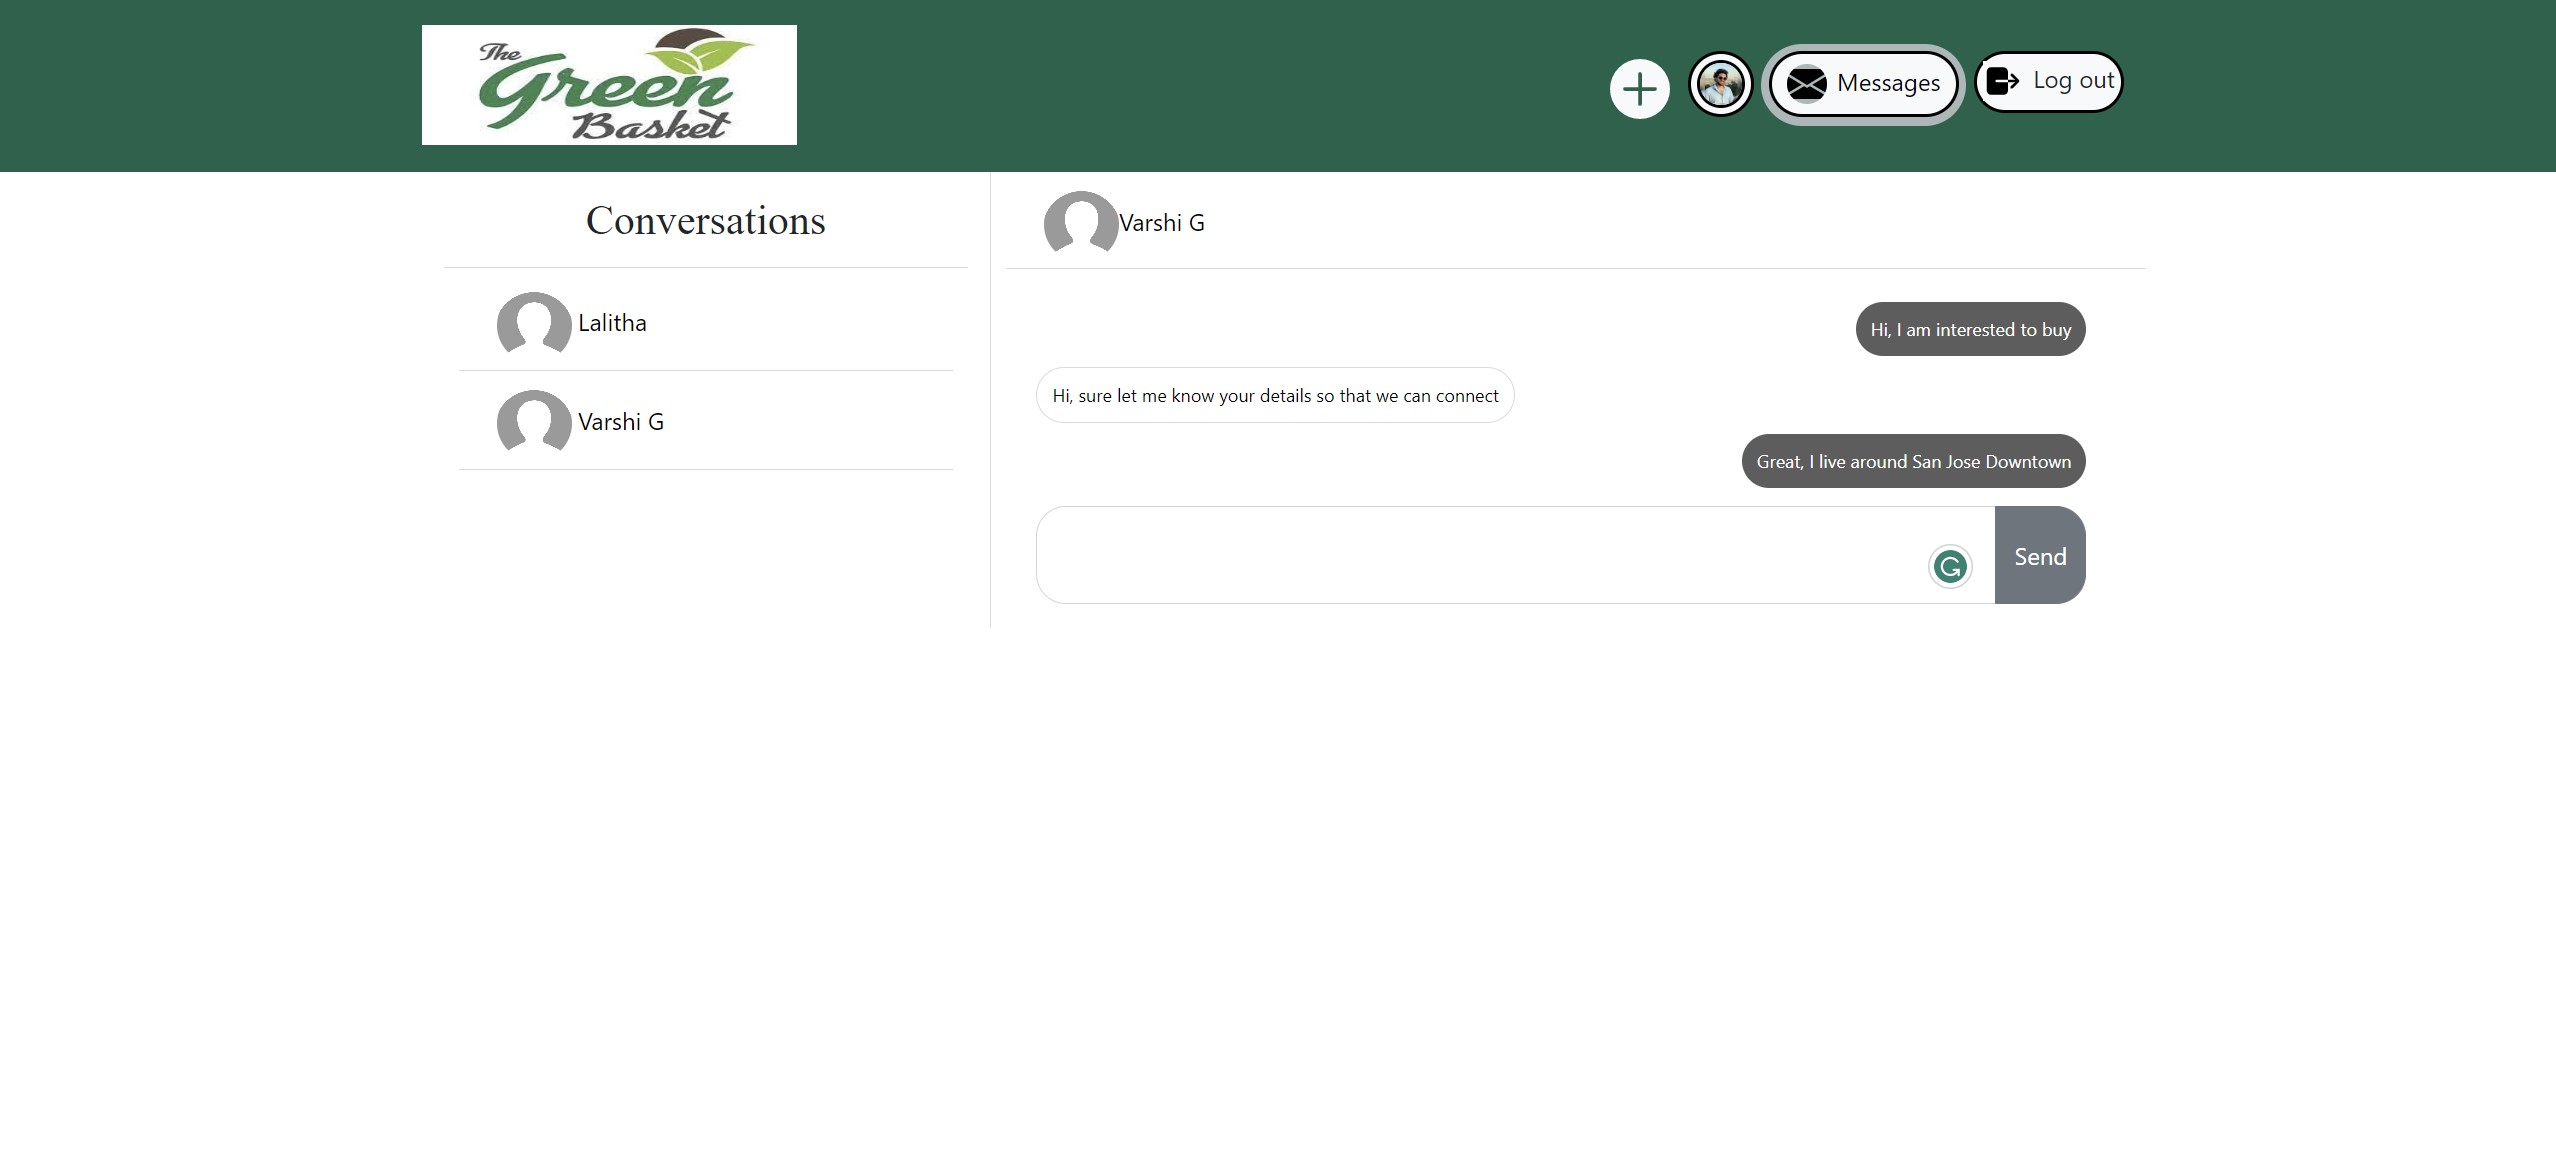 The
Green
Basket
Messages
Log out
Conversations
Lalitha
Varshi G
Varshi G
Hi, I am interested to buy
Hi, sure let me know your details so that we can connect
Great, I live around San Jose Downtown
Send